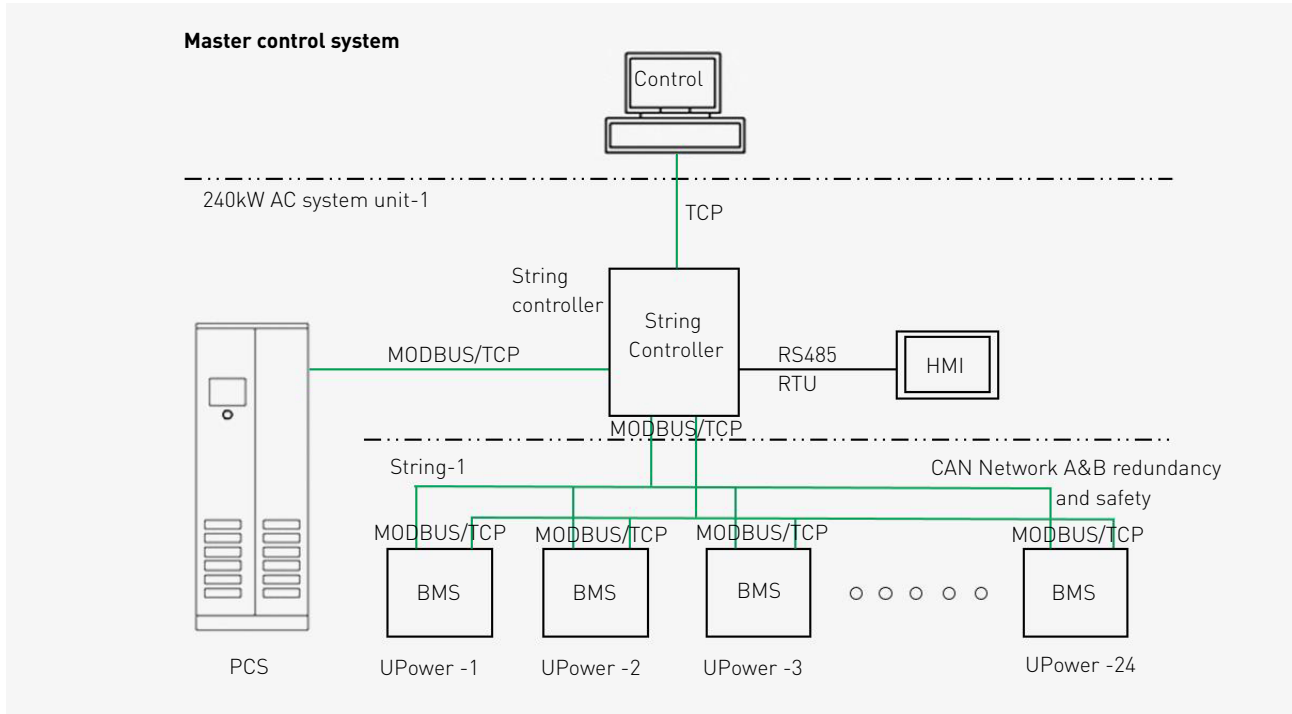 Master control system
Control
240kW AC system unit-1
TCP
String
controller
String
Controller
MODBUS/TCP
RS485
RTU
HMI
MODBUS/TCP
String-1
CAN Network A&B redundancy
and safety
MODBUS/TCP
MODBUS/TCP
MODBUS/TCP
MODBUS/TCP
BMS
BMS
BMS
BMS
PCS
UPower -1
UPower -2
UPower -3
UPower -24